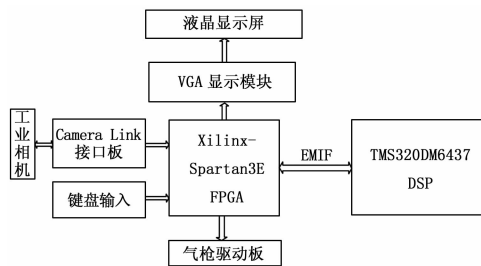 液晶显示屏
VGA 显示模块
工
业
相
机
Camera Link
接口板
键盘输入
Xilinx-
Spartan3E
FPGA
EMIF
TMS320DM6437
DSP
气枪驱动板